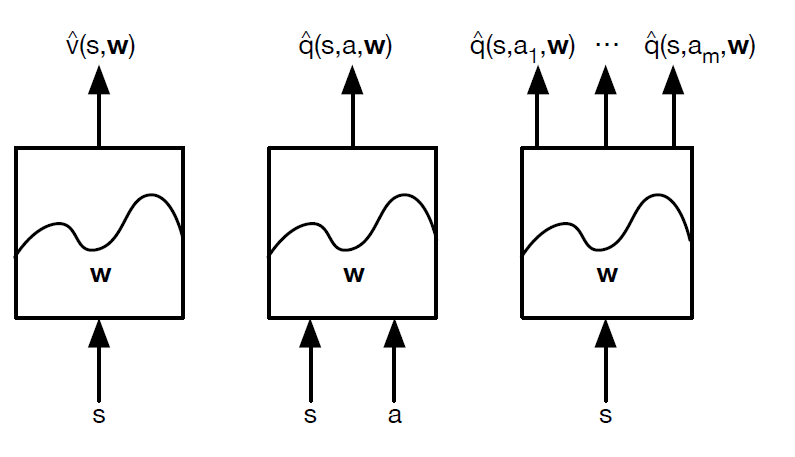 v̂(s,w) q̂(s,a,w) q̂(s,a₁,w) ··· q̂(s,aₘ,w)
w w w
s s a s